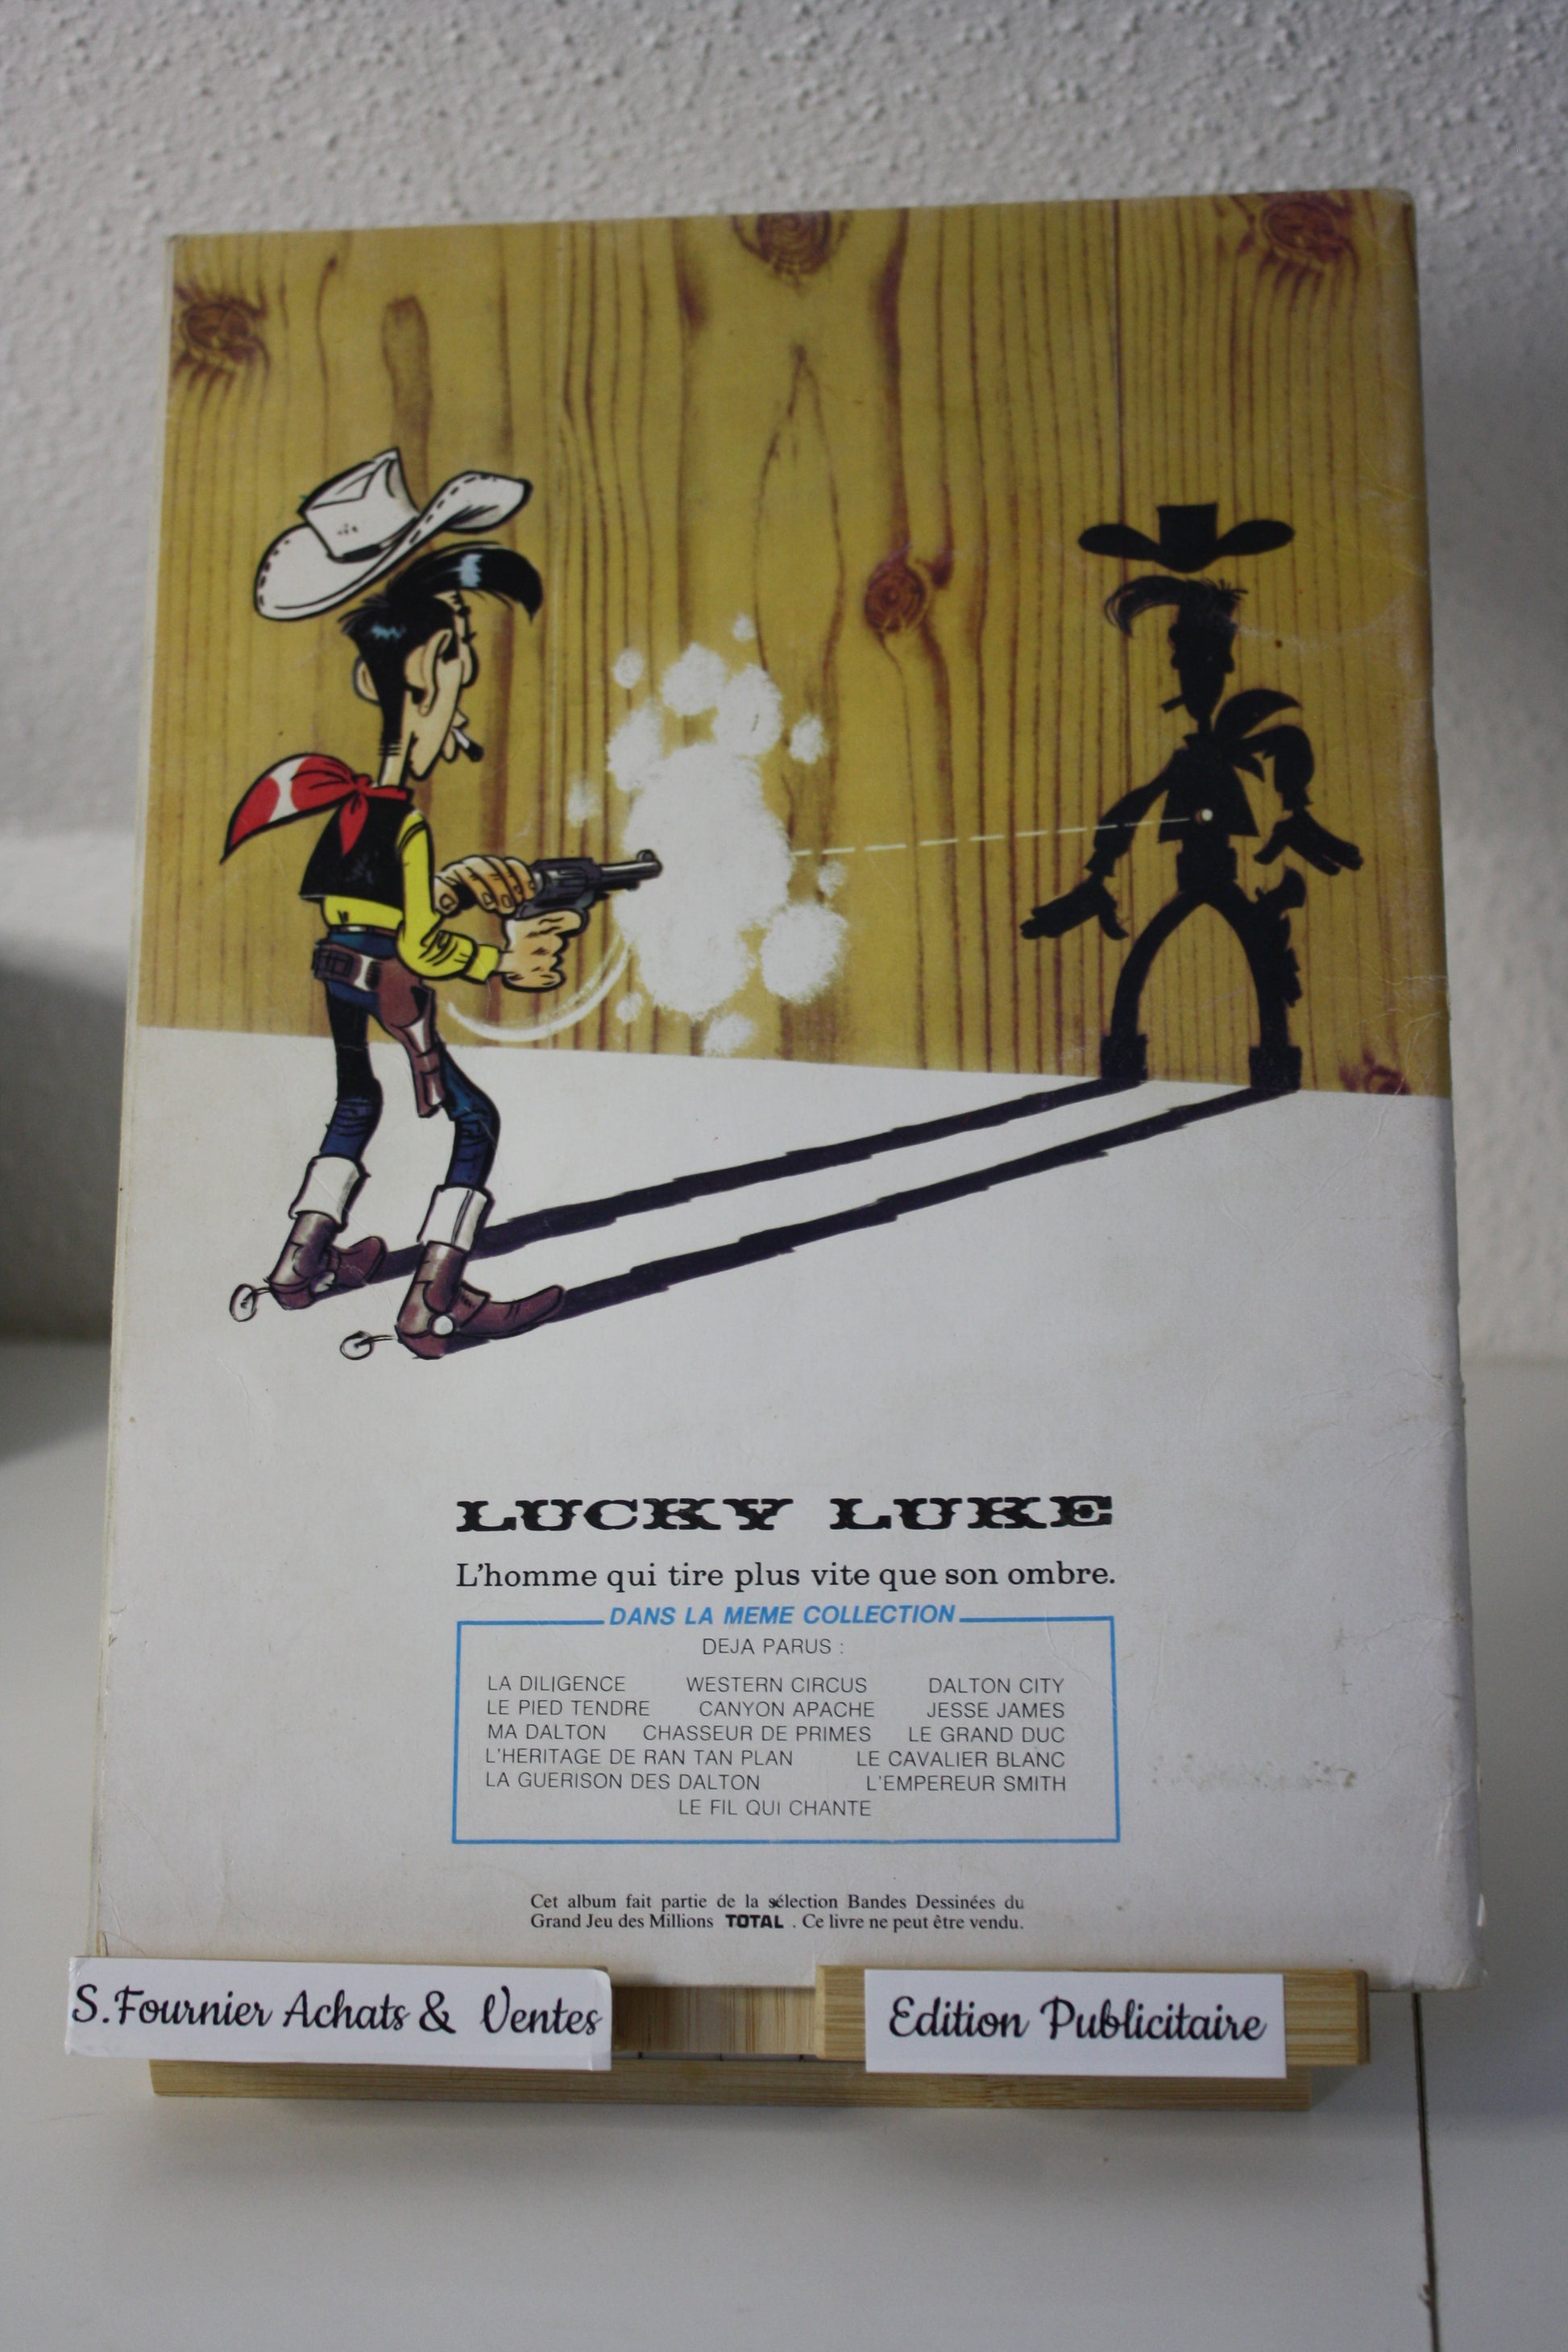 LUCKY LUKE
L'homme qui tire plus vite que son ombre.
DANS LA MEME COLLECTION
DEJA PARUS :
LA DILIGENCE WESTERN CIRCUS DALTON CITY
LE PIED TENDRE CANYON APACHE JESSE JAMES
MA DALTON CHASSEUR DE PRIMES LE GRAND DUC
L'HERITAGE DE RAN TAN PLAN LE CAVALIER BLANC
LA GUERISON DES DALTON L'EMPEREUR SMITH
LE FIL QUI CHANTE
Cet album fait partie de la sélection Bandes Dessinées du
Grand Jeu des Millions TOTAL . Ce livre ne peut être vendu.
S.Fournier Achats & Ventes
Edition Publicitaire